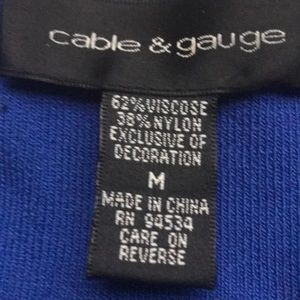 cable & gauge
62% VISCOSE
38% NYLON
EXCLUSIVE OF
DECORATION
M
MADE IN CHINA
RN 94534
CARE ON
REVERSE